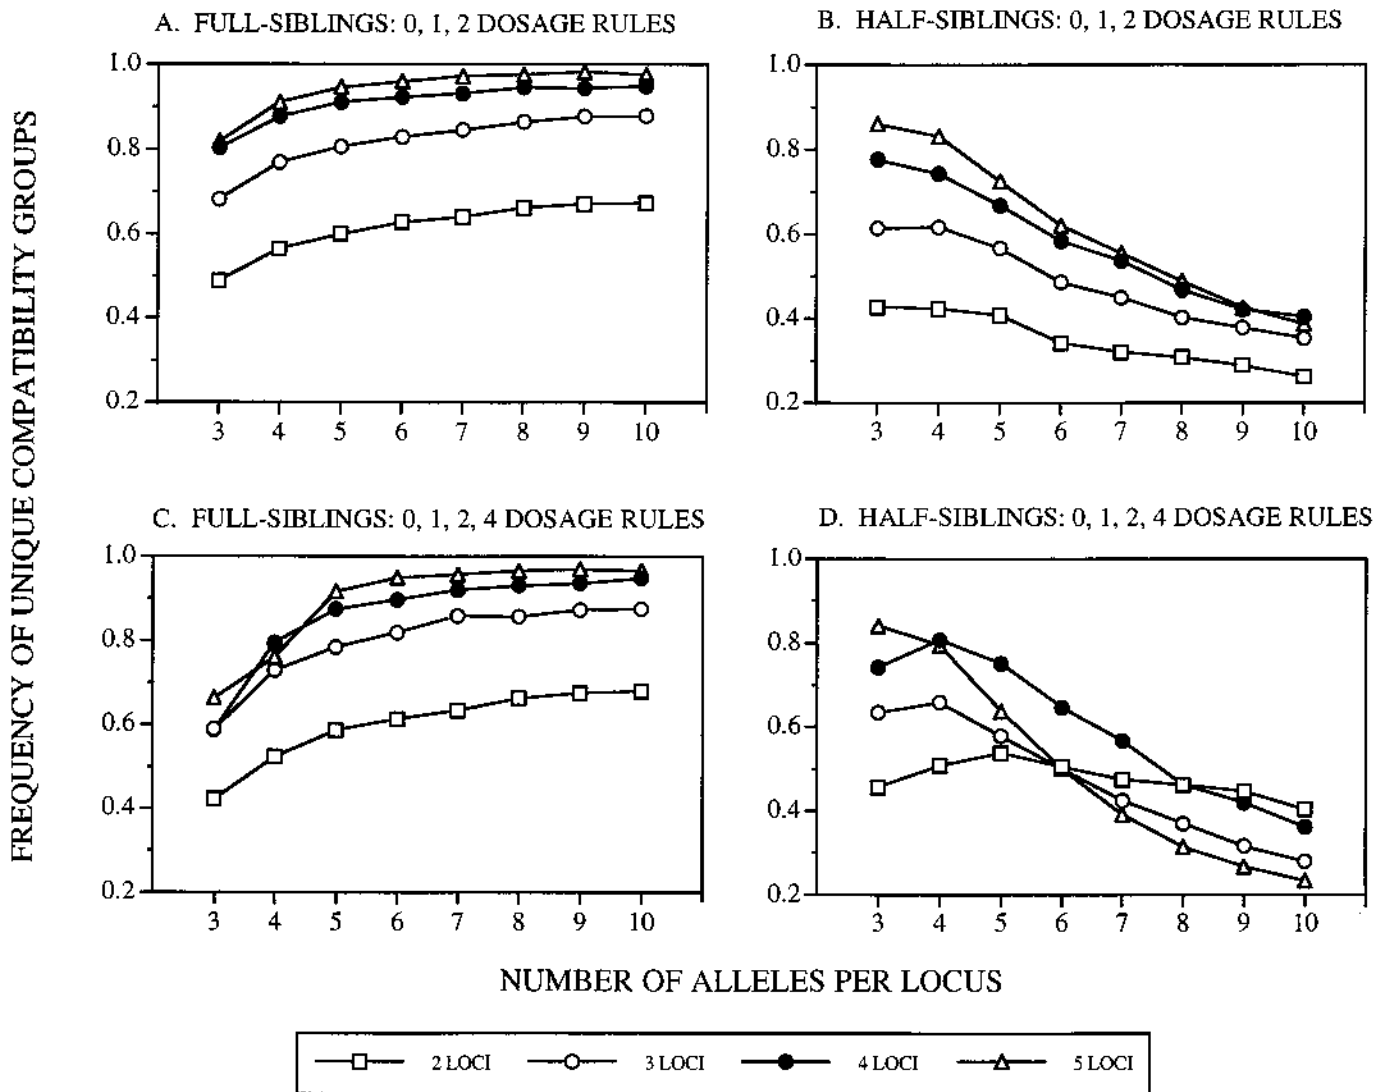 A. FULL-SIBLINGS: 0, 1, 2 DOSAGE RULES
1.0
0.8
0.6
0.4
0.2
3 4 5 6 7 8 9 10
B. HALF-SIBLINGS: 0, 1, 2 DOSAGE RULES
1.0
0.8
0.6
0.4
0.2
3 4 5 6 7 8 9 10
FREQUENCY OF UNIQUE COMPATIBILITY GROUPS
C. FULL-SIBLINGS: 0, 1, 2, 4 DOSAGE RULES
1.0
0.8
0.6
0.4
0.2
3 4 5 6 7 8 9 10
D. HALF-SIBLINGS: 0, 1, 2, 4 DOSAGE RULES
1.0
0.8
0.6
0.4
0.2
3 4 5 6 7 8 9 10
NUMBER OF ALLELES PER LOCUS
2 LOCI 3 LOCI 4 LOCI 5 LOCI